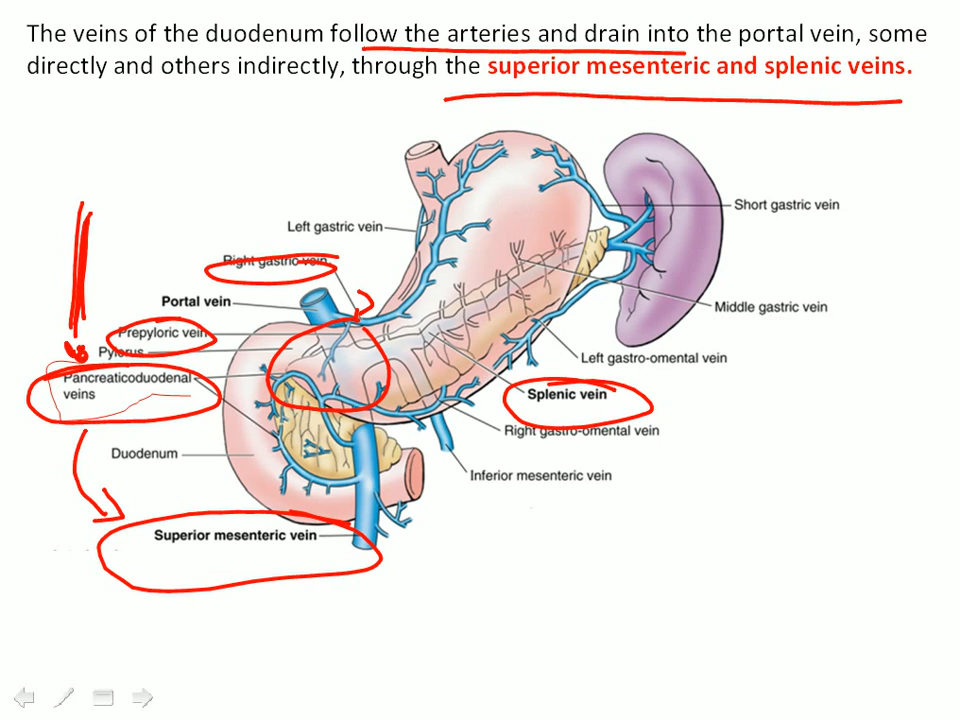 The veins of the duodenum follow the arteries and drain into the portal vein, some
directly and others indirectly, through the superior mesenteric and splenic veins.
Short gastric vein
Left gastric vein
Right gastric vein
Portal vein
Middle gastric vein
Prepyloric vein
Pylorus
Left gastro-omental vein
Pancreaticoduodenal
veins
Splenic vein
Right gastro-omental vein
Duodenum
Inferior mesenteric vein
Superior mesenteric vein